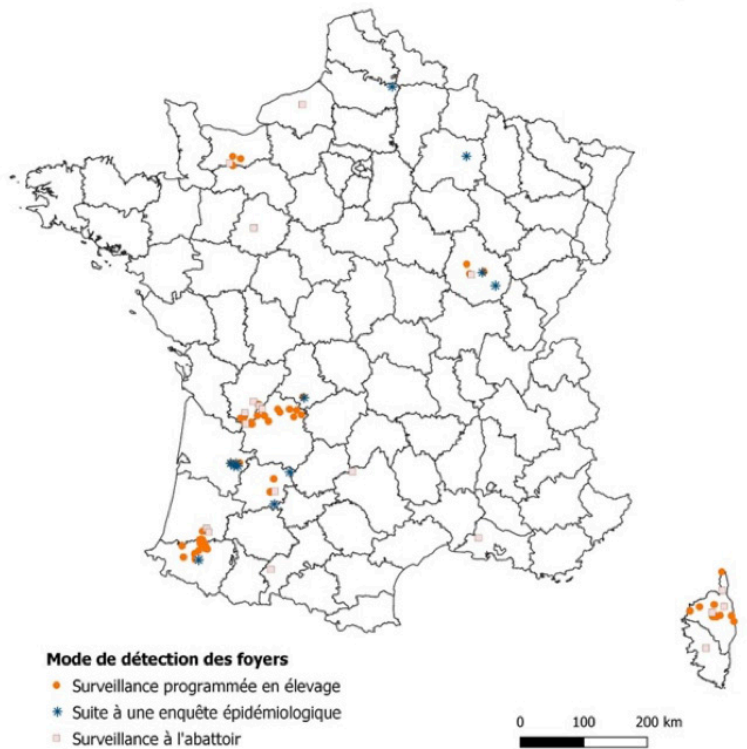 Mode de détection des foyers
Surveillance programmée en élevage
Suite à une enquête épidémiologique
Surveillance à l'abattoir
0 100 200 km